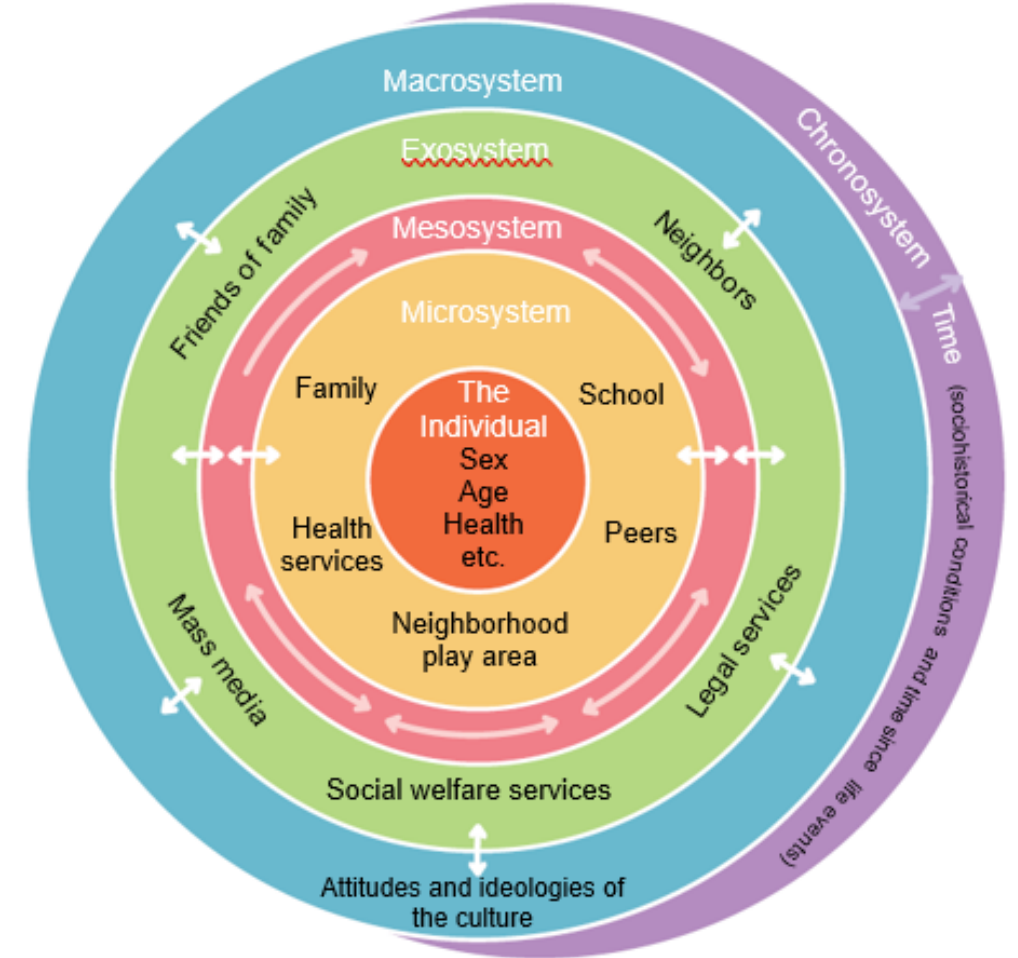 Macrosystem
Exosystem
Mesosystem
Microsystem
Chronosystem
Time (sociohistorical conditions and time since life events)
Friends of family
Neighbors
Family
School
The
Individual
Sex
Age
Health
etc.
Health
services
Peers
Neighborhood
play area
Mass media
Legal services
Social welfare services
Attitudes and ideologies of
the culture